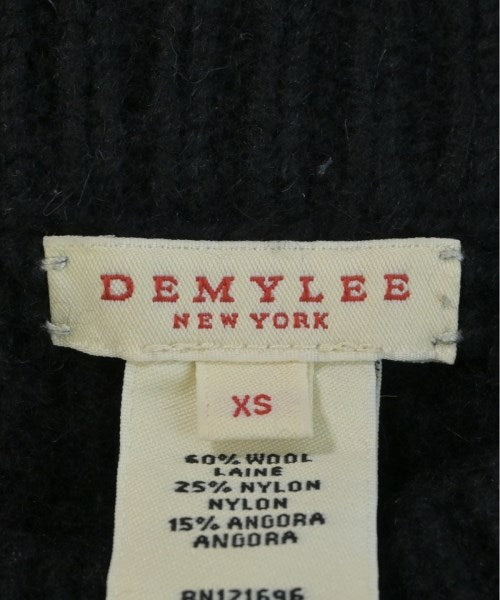 DEMYLEE
NEW YORK
XS
60% WOOL
LAINE
25% NYLON
NYLON
15% ANGORA
ANGORA
RN121696